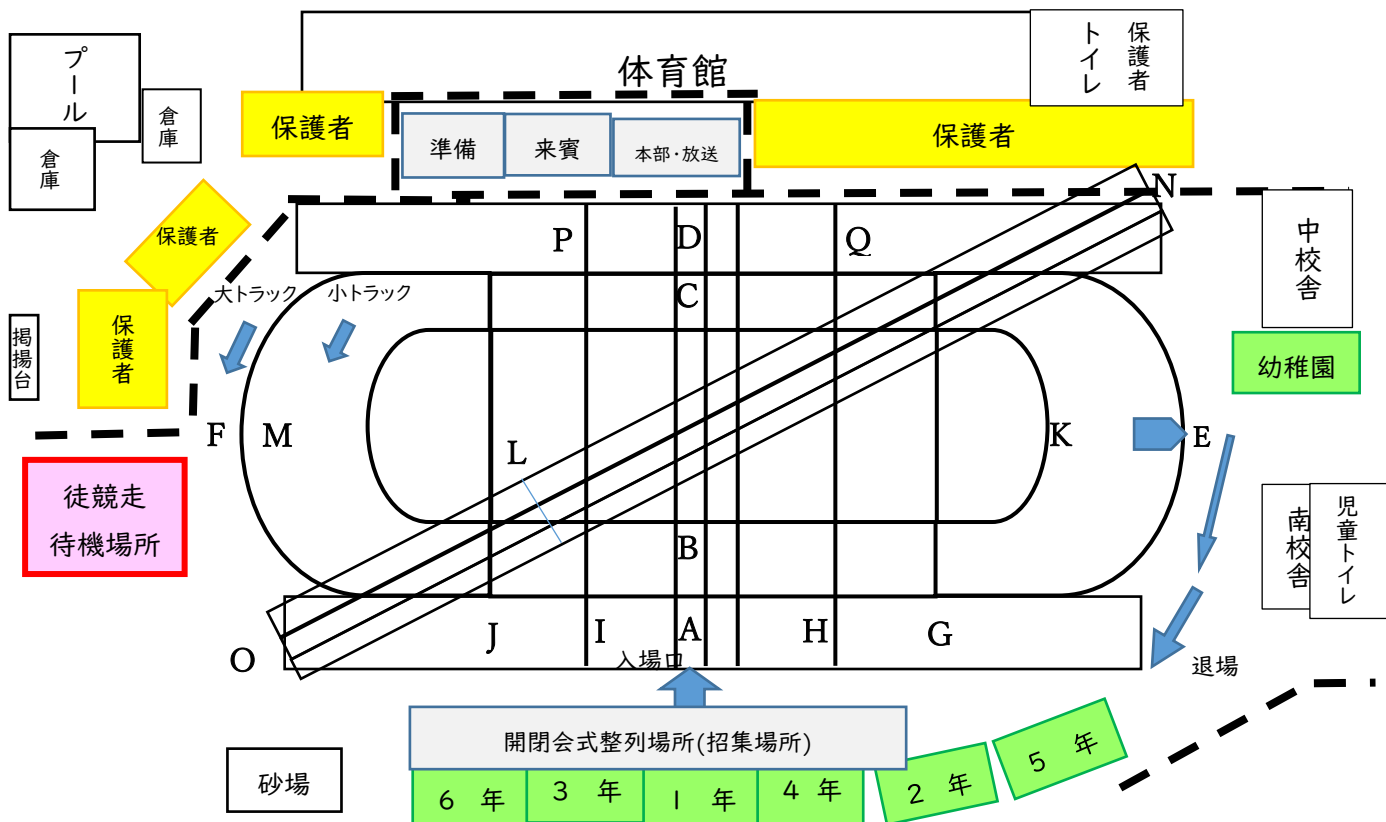 体育館
保護者
トイレ
プール
倉庫
倉庫
保護者
準備
来賓
本部・放送
保護者
N
保護者
P
D
Q
中校舎
大トラック
小トラック
C
保護者
掲揚台
幼稚園
F
M
L
K
E
徒競走
待機場所
南校舎
児童トイレ
B
J
I
A
H
G
O
入場口
退場
開閉会式整列場所(招集場所)
砂場
6 年
3 年
1 年
4 年
2 年
5 年